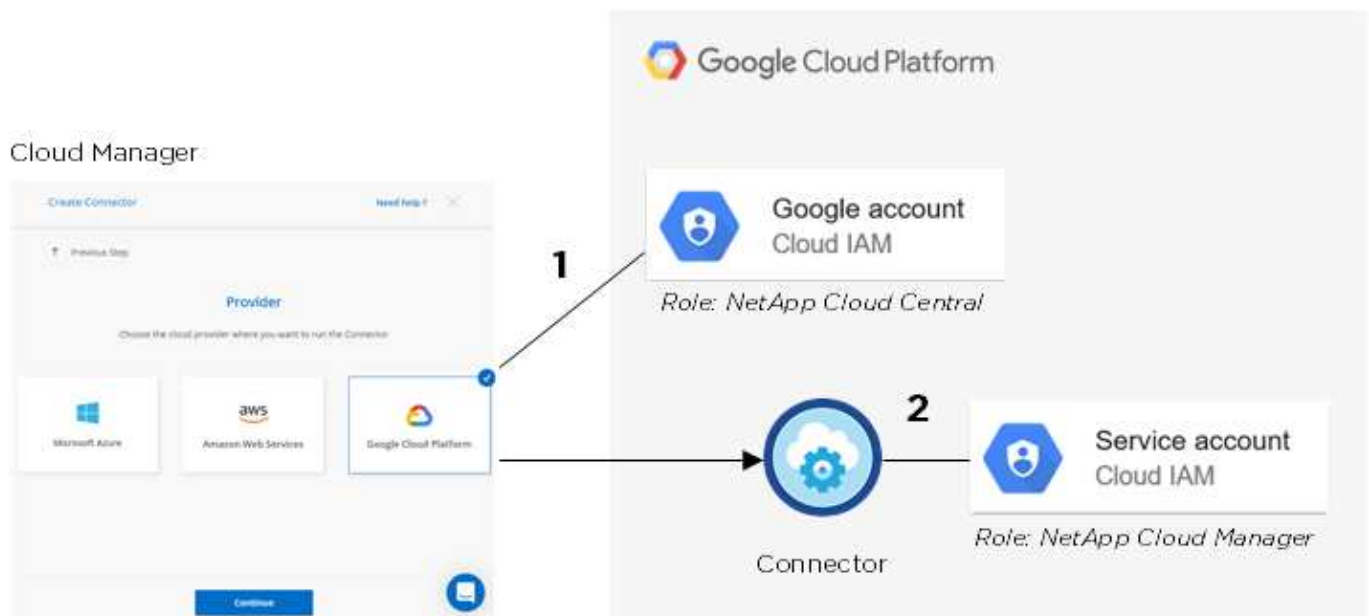 Google Cloud Platform
Cloud Manager
Create Connector
Need help ?
Previous Step
Provider
Choose the cloud provider where you want to run the Connector
Microsoft Azure
aws
Amazon Web Services
Google Cloud Platform
Continue
1
Google account
Cloud IAM
Role: NetApp Cloud Central
2
Connector
Service account
Cloud IAM
Role: NetApp Cloud Manager